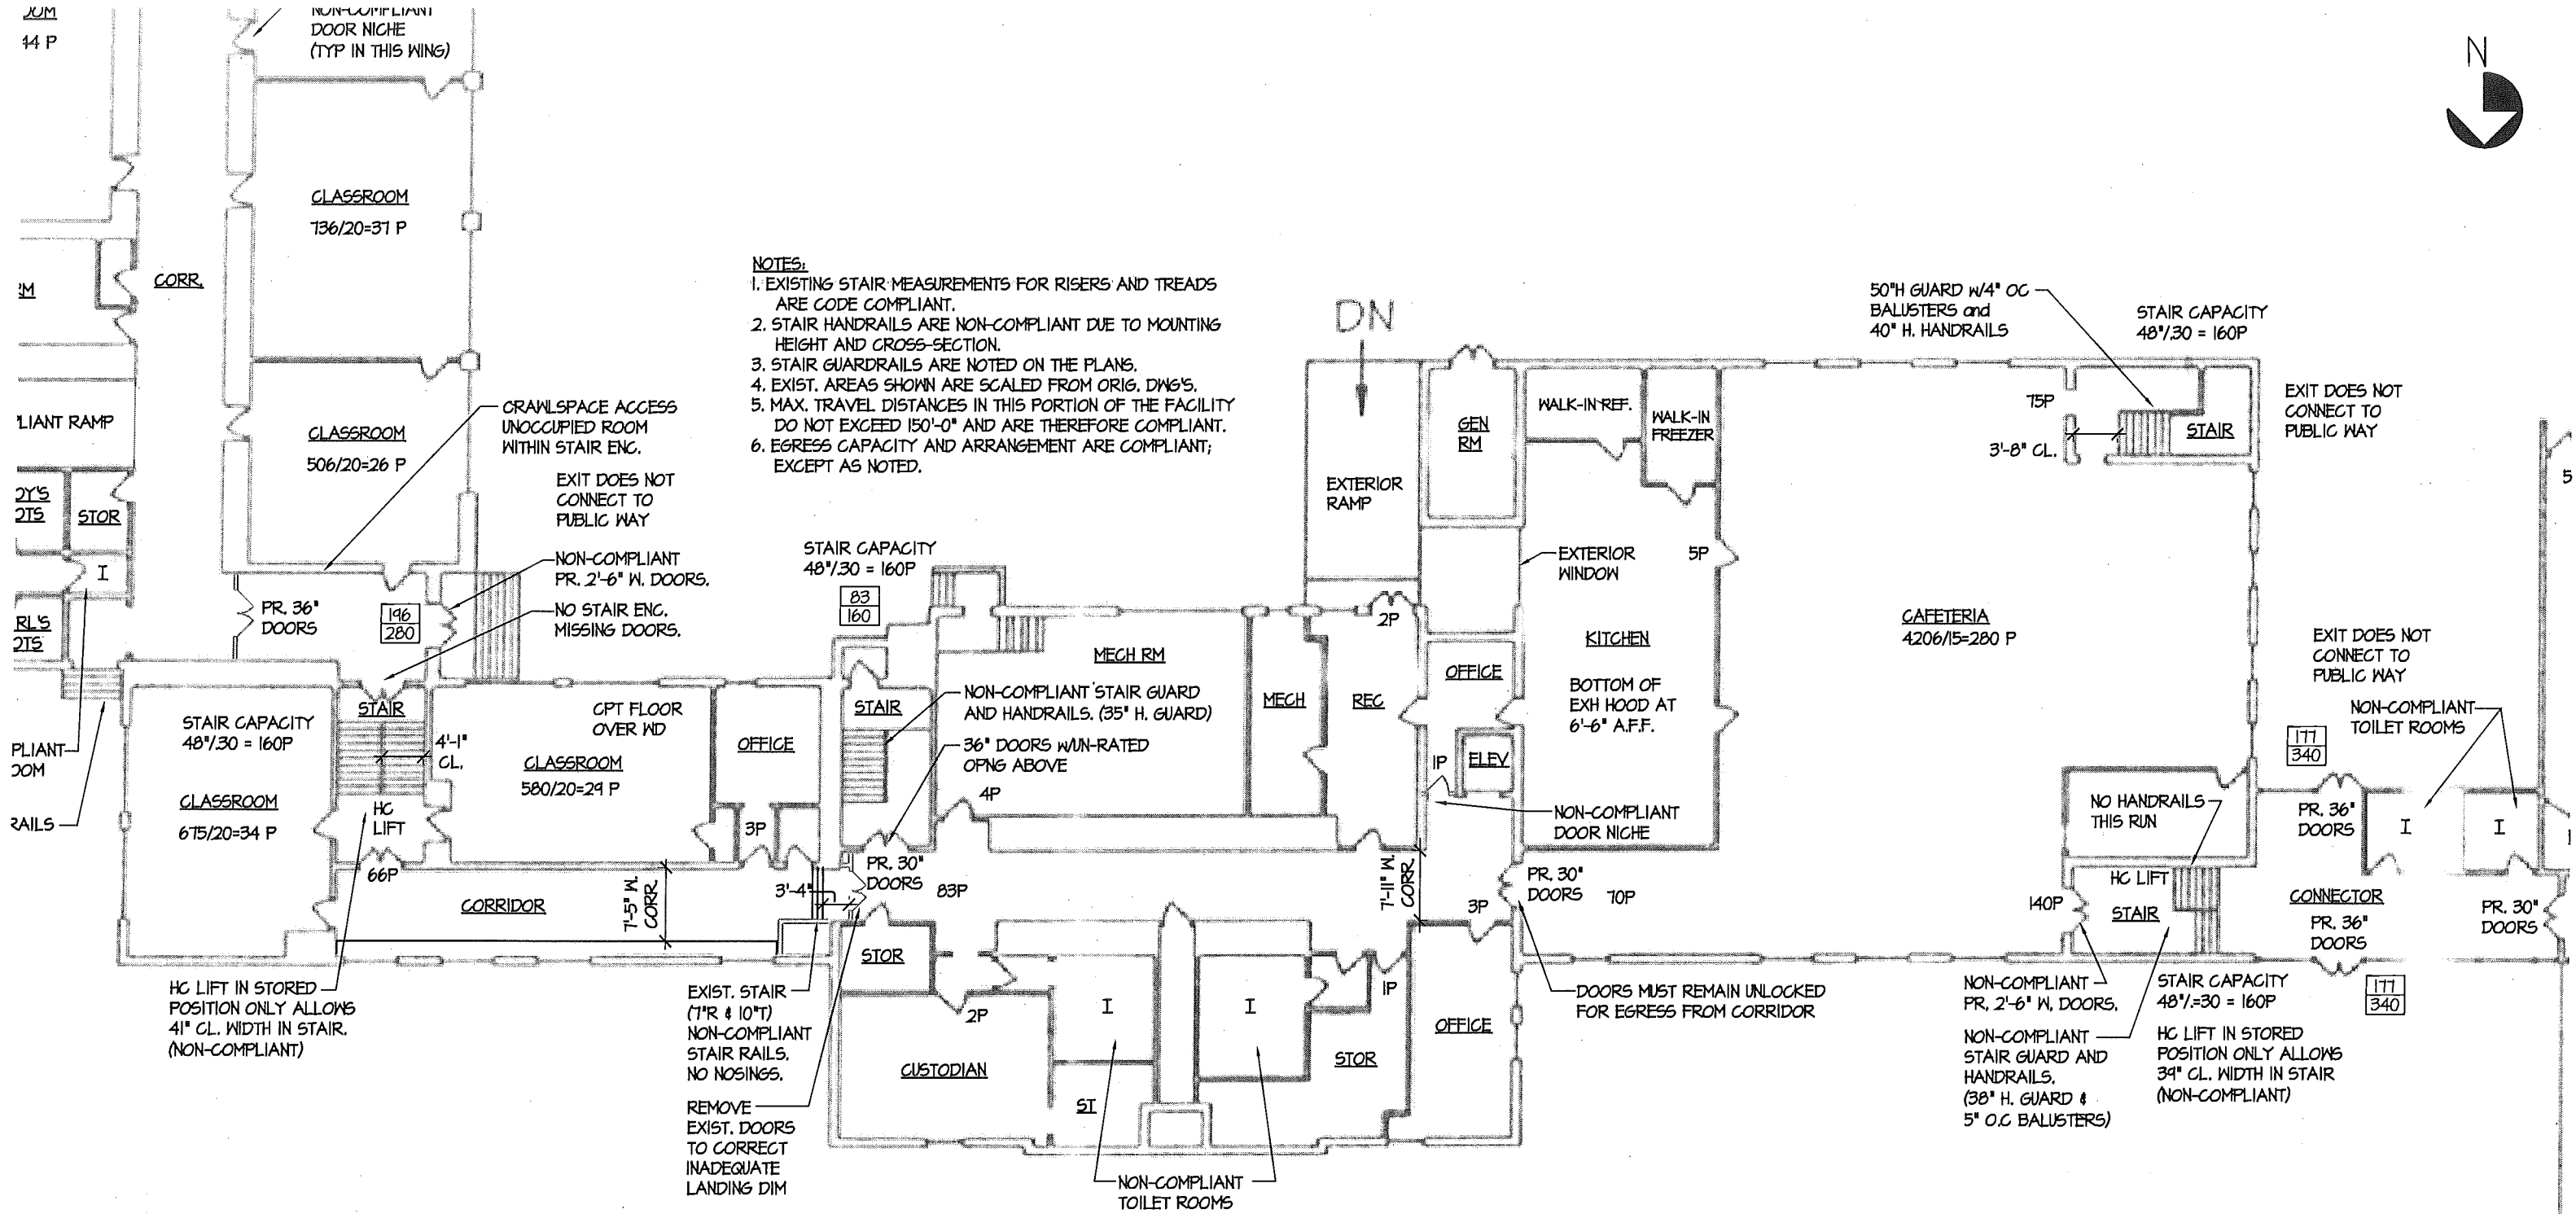 44 P
NON-COMPLIANT
DOOR NICHE
(TYP IN THIS WING)
N
CLASSROOM
736/20=37 P
CORR.
NOTES:
1. EXISTING STAIR MEASUREMENTS FOR RISERS AND TREADS
ARE CODE COMPLIANT.
2. STAIR HANDRAILS ARE NON-COMPLIANT DUE TO MOUNTING
HEIGHT AND CROSS-SECTION.
3. STAIR GUARDRAILS ARE NOTED ON THE PLANS.
4. EXIST. AREAS SHOWN ARE SCALED FROM ORIG. DWG'S.
5. MAX. TRAVEL DISTANCES IN THIS PORTION OF THE FACILITY
DO NOT EXCEED 150'-0" AND ARE THEREFORE COMPLIANT.
6. EGRESS CAPACITY AND ARRANGEMENT ARE COMPLIANT;
EXCEPT AS NOTED.
DN
50"H GUARD W/4" OC
BALUSTERS and
40" H. HANDRAILS
STAIR CAPACITY
48"/.30 = 160P
LIANT RAMP
CLASSROOM
506/20=26 P
CRAWLSPACE ACCESS
UNOCCUPIED ROOM
WITHIN STAIR ENC.
EXIT DOES NOT
CONNECT TO
PUBLIC WAY
EXTERIOR
RAMP
GEN
RM
WALK-IN REF.
WALK-IN
FREEZER
75P
3'-8" CL.
STAIR
EXIT DOES NOT
CONNECT TO
PUBLIC WAY
5
OY'S
OTS
STOR
I
RL'S
OTS
PR. 36"
DOORS
196
280
NON-COMPLIANT
PR. 2'-6" W. DOORS.
NO STAIR ENC.
MISSING DOORS.
STAIR CAPACITY
48"/.30 = 160P
83
160
EXTERIOR
WINDOW
5P
2P
KITCHEN
BOTTOM OF
EXH HOOD AT
6'-6" A.F.F.
CAFETERIA
4206/15=280 P
EXIT DOES NOT
CONNECT TO
PUBLIC WAY
NON-COMPLIANT
TOILET ROOMS
177
340
STAIR CAPACITY
48"/.30 = 160P
STAIR
4'-1"
CL.
HC
LIFT
CPT FLOOR
OVER WD
CLASSROOM
580/20=29 P
OFFICE
3P
STAIR
MECH RM
NON-COMPLIANT STAIR GUARD
AND HANDRAILS. (35" H. GUARD)
36" DOORS W/UN-RATED
OPNG ABOVE
4P
MECH
REC
OFFICE
ELEV
1P
NON-COMPLIANT
DOOR NICHE
PLIANT
OOM
RAILS
CLASSROOM
675/20=34 P
66P
CORRIDOR
7'-5" W.
CORR.
3'-4"
PR. 30"
DOORS
83P
7'-11" W.
CORR.
3P
PR. 30"
DOORS
70P
NO HANDRAILS
THIS RUN
HC LIFT
STAIR
140P
PR. 36"
DOORS
I
I
CONNECTOR
PR. 36"
DOORS
PR. 30"
DOORS
HC LIFT IN STORED
POSITION ONLY ALLOWS
41" CL. WIDTH IN STAIR.
(NON-COMPLIANT)
EXIST. STAIR
(7"R & 10"T)
NON-COMPLIANT
STAIR RAILS.
NO NOSINGS.
REMOVE
EXIST. DOORS
TO CORRECT
INADEQUATE
LANDING DIM
STOR
2P
CUSTODIAN
I
ST
I
1P
STOR
OFFICE
NON-COMPLIANT
TOILET ROOMS
DOORS MUST REMAIN UNLOCKED
FOR EGRESS FROM CORRIDOR
NON-COMPLIANT
PR. 2'-6" W. DOORS.
NON-COMPLIANT
STAIR GUARD AND
HANDRAILS.
(38" H. GUARD &
5" O.C BALUSTERS)
STAIR CAPACITY
48"/.=30 = 160P
HC LIFT IN STORED
POSITION ONLY ALLOWS
39" CL. WIDTH IN STAIR
(NON-COMPLIANT)
177
340